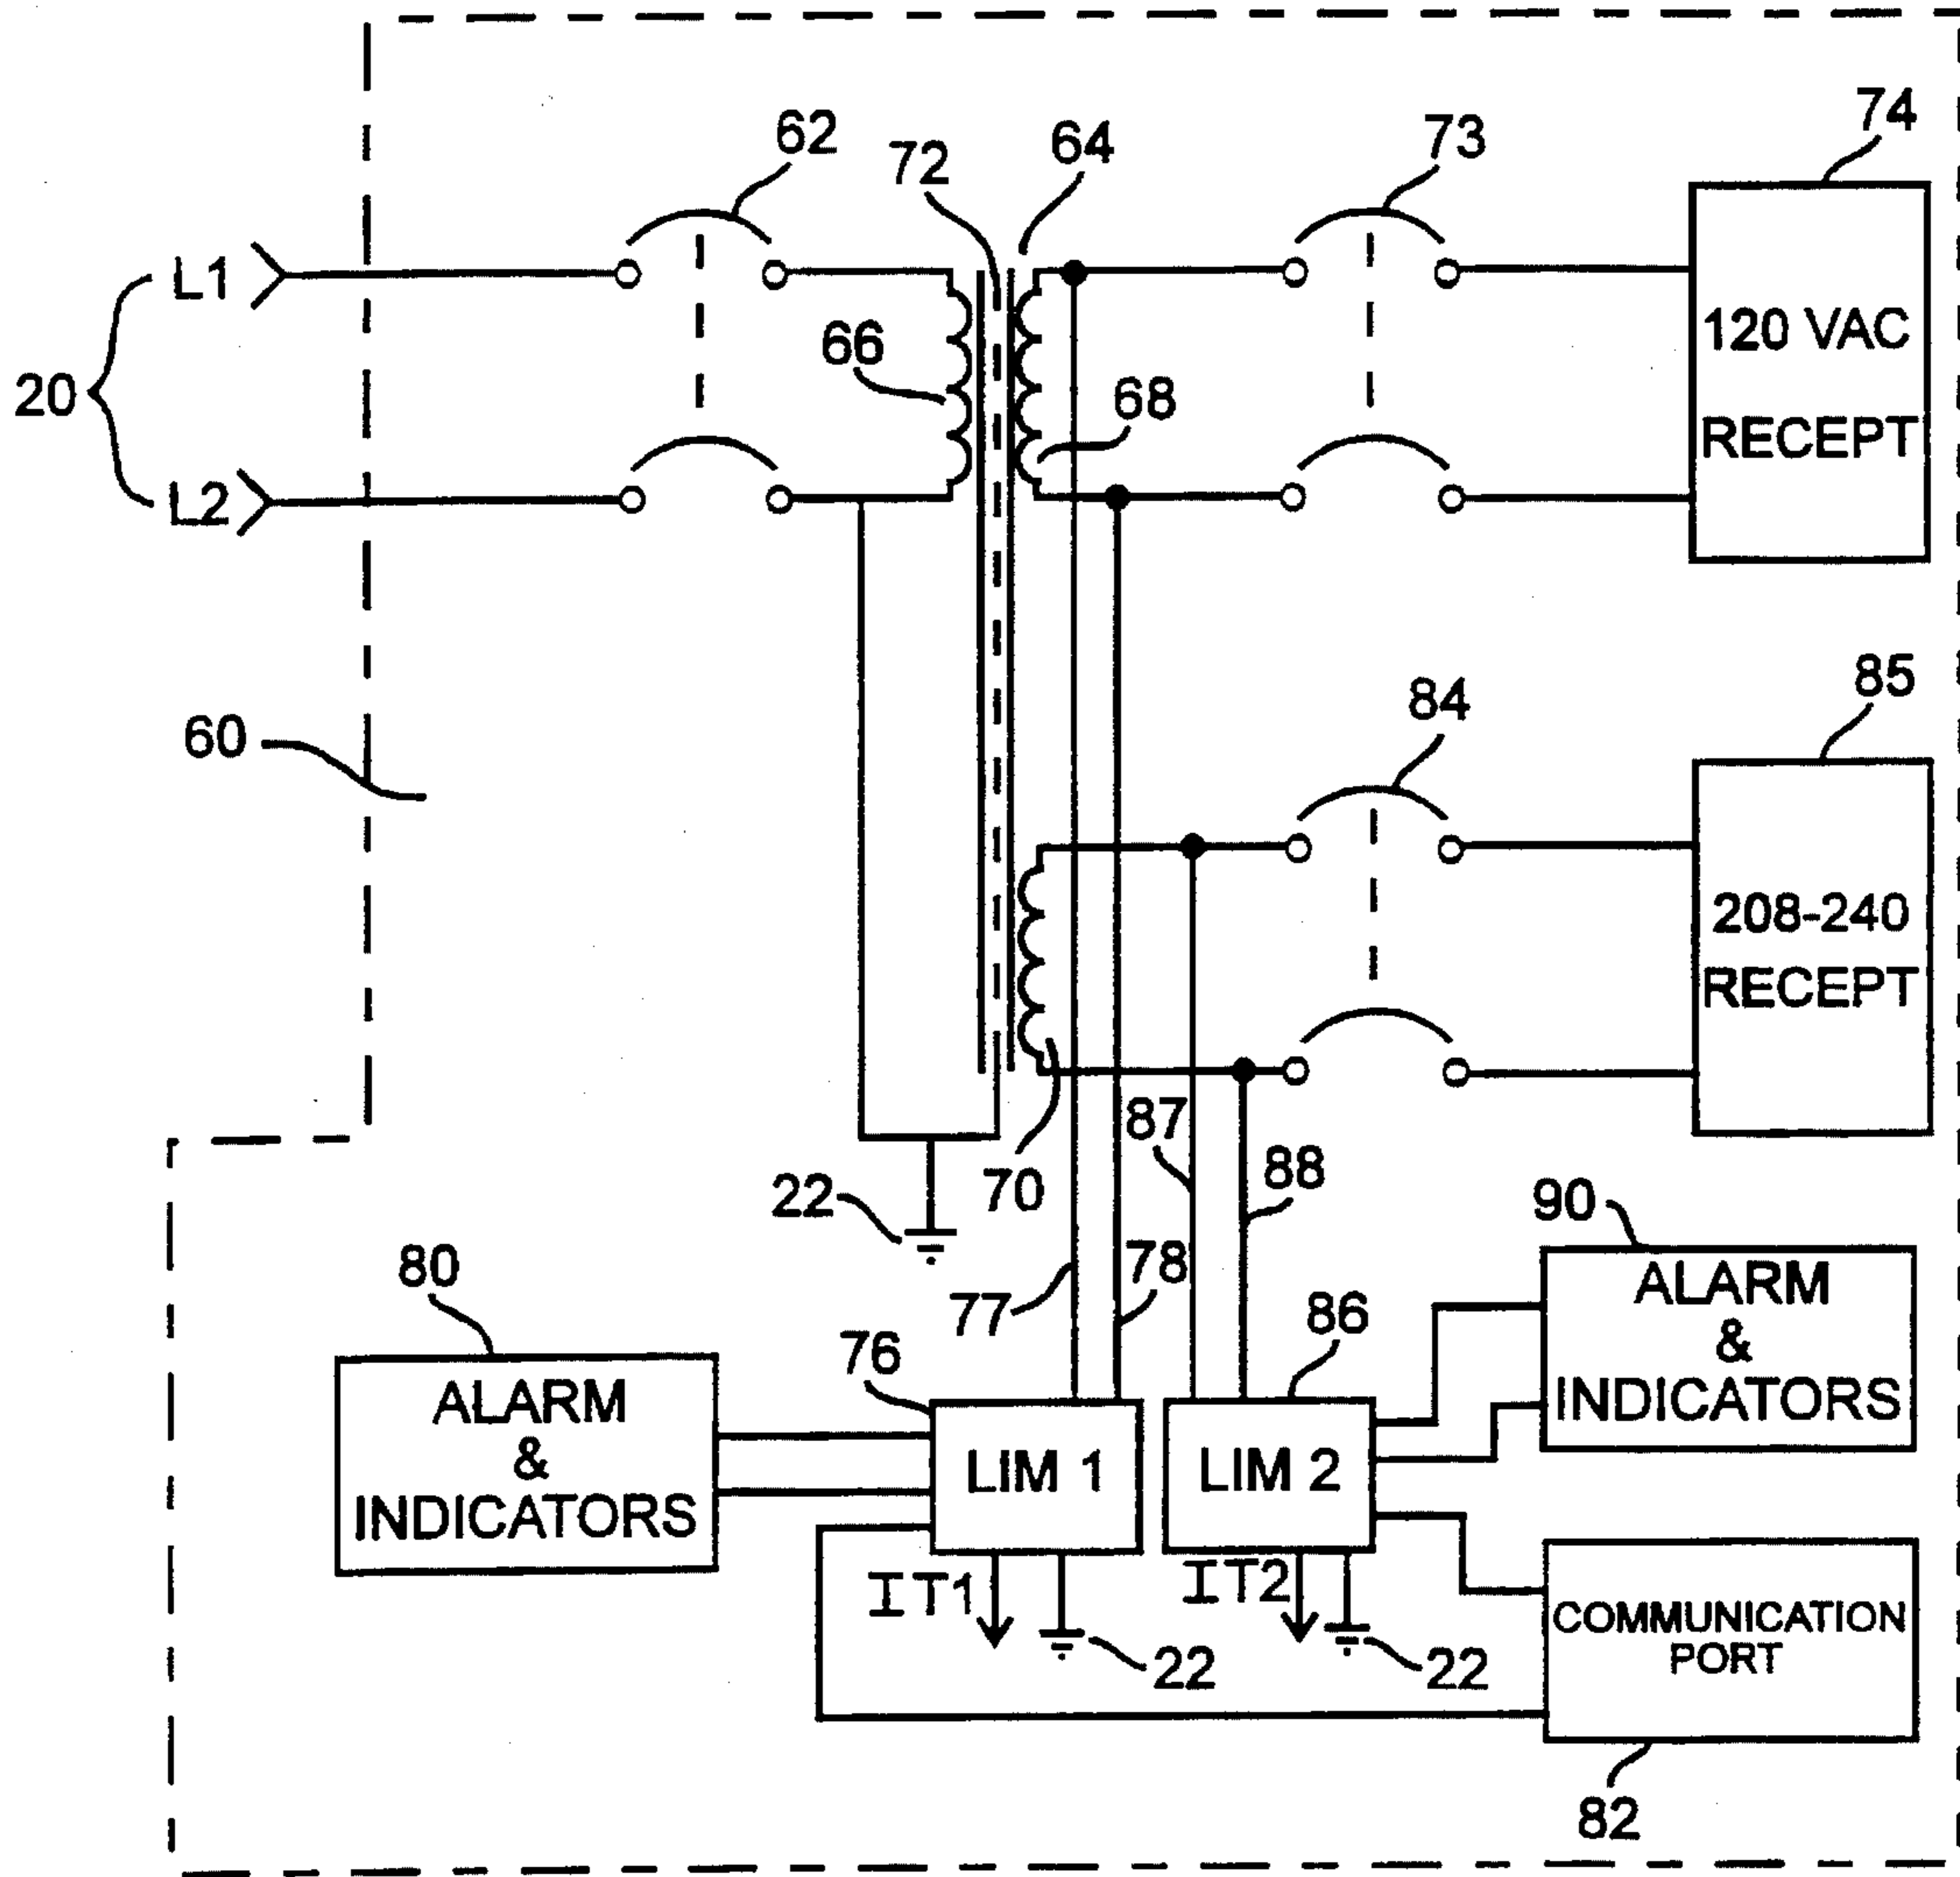 62
72
64
73
74
L1
20
L2
66
68
120 VAC
RECEPT
60
84
85
208-240
RECEPT
87
88
70
22
90
80
77
78
76
86
ALARM
&
INDICATORS
ALARM
&
INDICATORS
LIM 1
LIM 2
IT1
22
IT2
22
COMMUNICATION
PORT
82